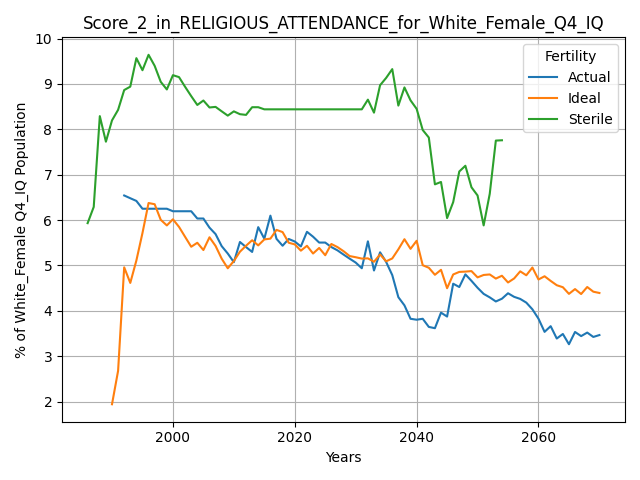 Score_2_in_RELIGIOUS_ATTENDANCE_for_White_Female_Q4_IQ
% of White_Female Q4_IQ Population
10
9
8
7
6
5
4
3
2
Fertility
Actual
Ideal
Sterile
2000
2020
2040
2060
Years